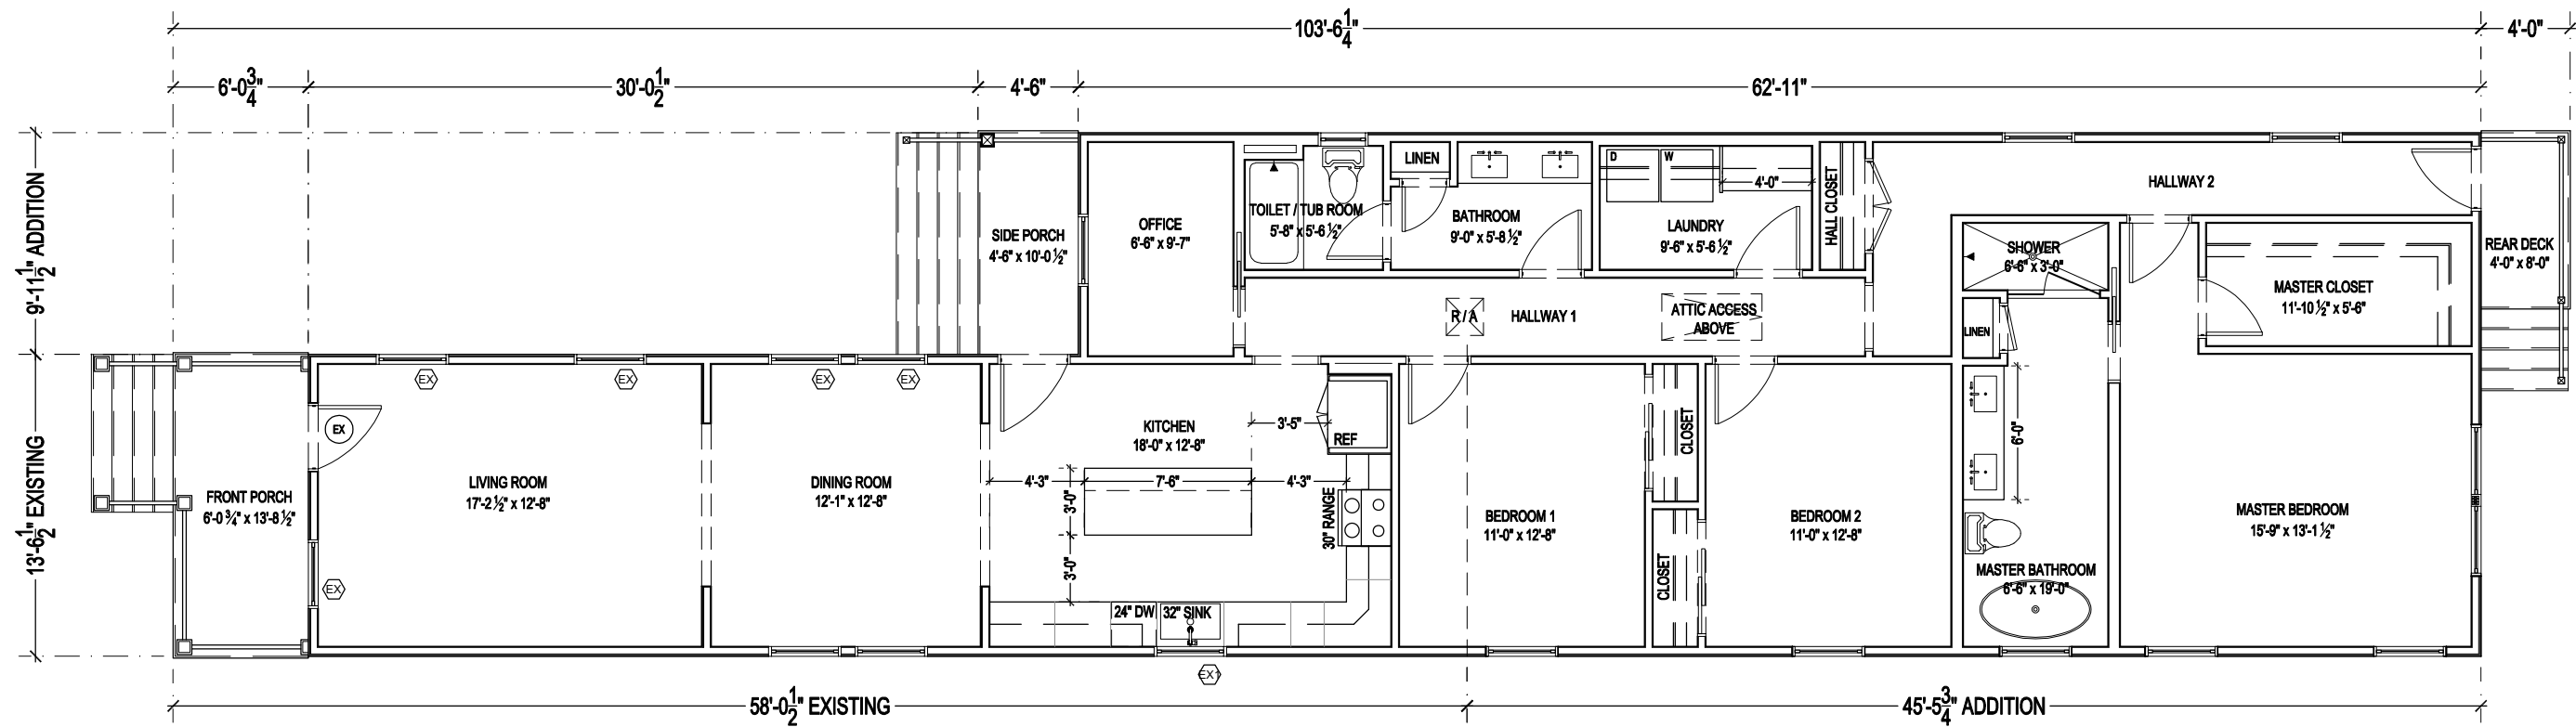 103'-6 1/4"
4'-0"
6'-0 3/4"
30'-0 1/2"
4'-6"
62'-11"
9'-11 1/2" ADDITION
13'-6 1/2" EXISTING
LINEN
D
W
4'-0"
HALL CLOSET
HALLWAY 2
OFFICE
6'-6" x 9'-7"
TOILET / TUB ROOM
5'-8" x 5'-6 1/2"
BATHROOM
9'-0" x 5'-8 1/2"
LAUNDRY
9'-6" x 5'-6 1/2"
SIDE PORCH
4'-6" x 10'-0 1/2"
SHOWER
6'-6" x 3'-0"
REAR DECK
4'-0" x 8'-0"
MASTER CLOSET
11'-10 1/2" x 5'-6"
R / A
HALLWAY 1
ATTIC ACCESS
ABOVE
LINEN
EX
EX
EX
EX
EX
KITCHEN
18'-0" x 12'-8"
3'-5"
REF
CLOSET
6'-0"
LIVING ROOM
17'-2 1/2" x 12'-8"
DINING ROOM
12'-1" x 12'-8"
4'-3"
7'-6"
4'-3"
3'-0"
3'-0"
30" RANGE
FRONT PORCH
6'-0 3/4" x 13'-8 1/2"
BEDROOM 1
11'-0" x 12'-8"
BEDROOM 2
11'-0" x 12'-8"
MASTER BEDROOM
15'-9" x 13'-1 1/2"
CLOSET
MASTER BATHROOM
6'-6" x 19'-0"
EX
24" DW
32" SINK
EX1
58'-0 1/2" EXISTING
45'-5 3/4" ADDITION